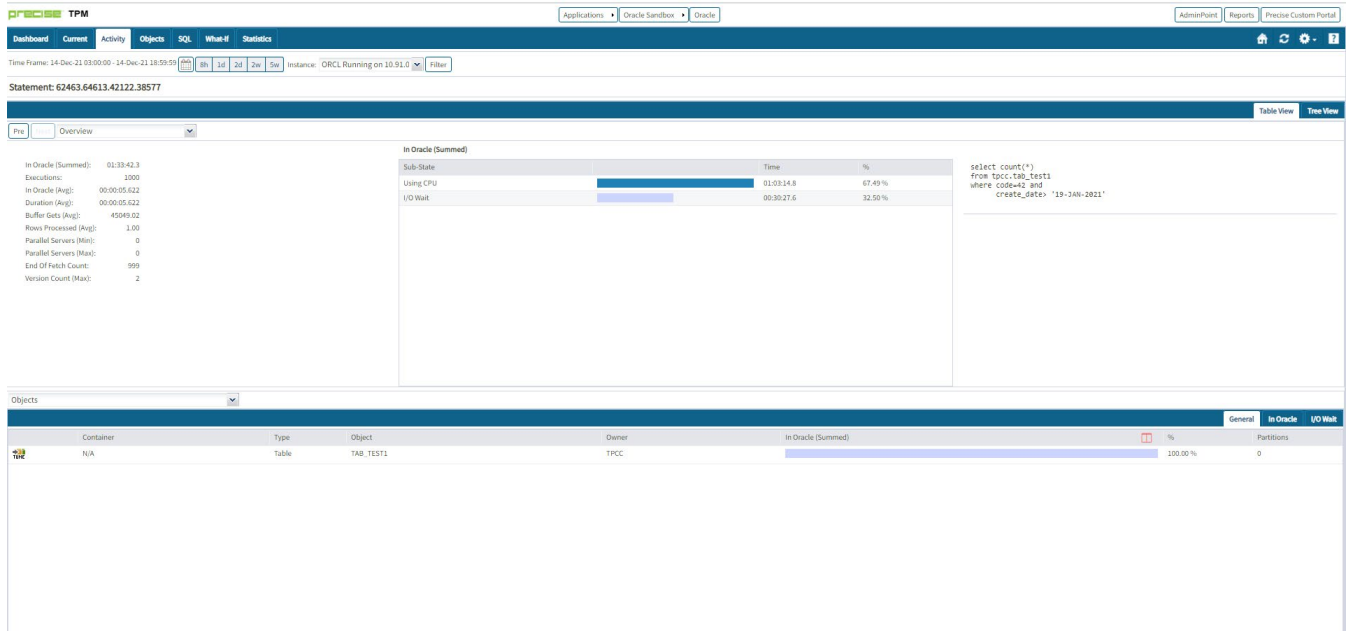 precise TPM
Applications Oracle Sandbox Oracle
AdminPoint Reports Precise Custom Portal
Dashboard Current Activity Objects SQL What-If Statistics
Time Frame: 14-Dec-21 03:00:00 - 14-Dec-21 18:59:59 8h 1d 2d 2w 5w Instance: ORCL Running on 10.91.0 Filter
Statement: 62463.64613.42122.38577
Table View Tree View
Pre Next Overview
In Oracle (Summed): 01:33:42.3
Executions: 1000
In Oracle (Avg): 00:00:05.622
Duration (Avg): 00:00:05.622
Buffer Gets (Avg): 45049.02
Rows Processed (Avg): 1.00
Parallel Servers (Min): 0
Parallel Servers (Max): 0
End Of Fetch Count: 999
Version Count (Max): 2
In Oracle (Summed)
Sub-State Time %
Using CPU 01:03:14.8 67.49 %
I/O Wait 00:30:27.6 32.50 %
select count(*)
from tpcc.tab_test1
where code=42 and
create_date> '19-JAN-2021'
Objects
General In Oracle I/O Wait
Container Type Object Owner In Oracle (Summed) % Partitions
N/A Table TAB_TEST1 TPCC 100.00 % 0